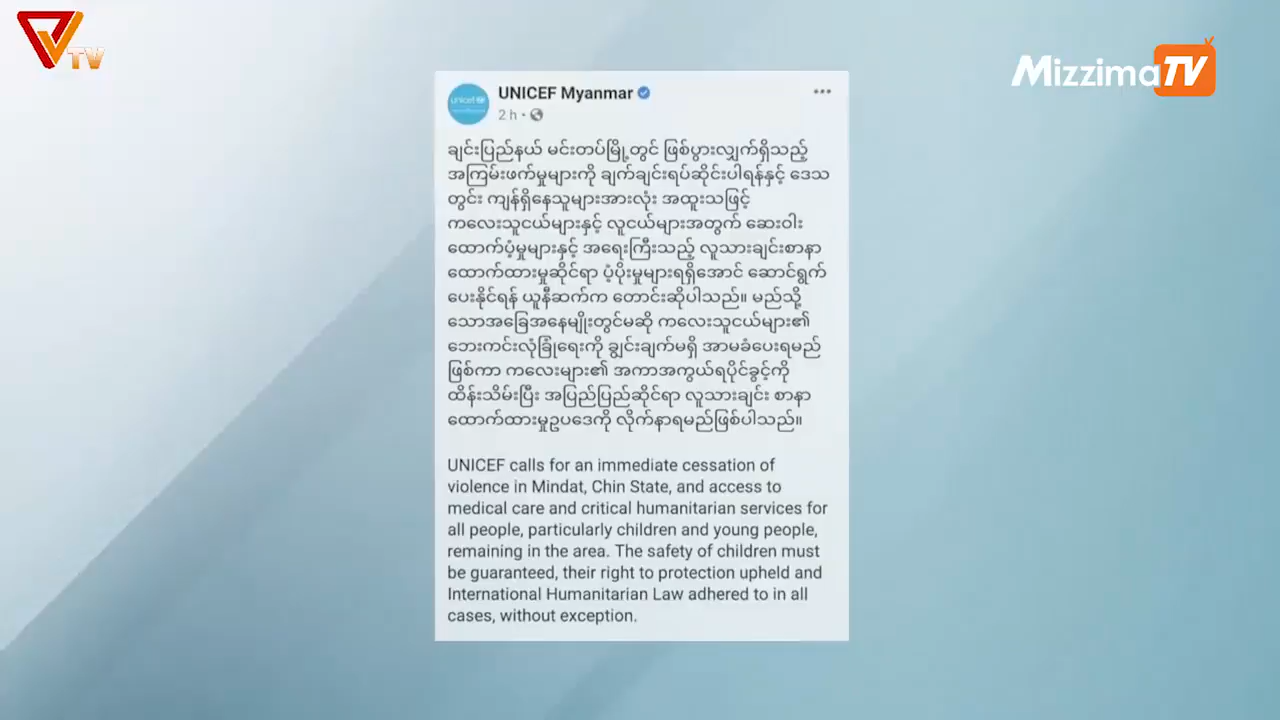 V TV
Mizzima TV
unicef
UNICEF Myanmar
2 h
ချင်းပြည်နယ် မင်းတပ်မြို့တွင် ဖြစ်ပွားလျှက်ရှိသည့်
အကြမ်းဖက်မှုများကို ချက်ချင်းရပ်ဆိုင်းပါရန်နှင့် ဒေသ
တွင်း ကျန်ရှိနေသူများအားလုံး အထူးသဖြင့်
ကလေးသူငယ်များနှင့် လူငယ်များအတွက် ဆေးဝါး
ထောက်ပံ့မှုများနှင့် အရေးကြီးသည့် လူသားချင်းစာနာ
ထောက်ထားမှုဆိုင်ရာ ပံ့ပိုးမှုများရရှိအောင် ဆောင်ရွက်
ပေးနိုင်ရန် ယူနီဆက်က တောင်းဆိုပါသည်။ မည်သို့
သောအခြေအနေမျိုးတွင်မဆို ကလေးသူငယ်များ၏
ဘေးကင်းလုံခြုံရေးကို ချွင်းချက်မရှိ အာမခံပေးရမည်
ဖြစ်ကာ ကလေးများ၏ အကာအကွယ်ရပိုင်ခွင့်ကို
ထိန်းသိမ်းပြီး အပြည်ပြည်ဆိုင်ရာ လူသားချင်း စာနာ
ထောက်ထားမှုဥပဒေကို လိုက်နာရမည်ဖြစ်ပါသည်။
UNICEF calls for an immediate cessation of
violence in Mindat, Chin State, and access to
medical care and critical humanitarian services for
all people, particularly children and young people,
remaining in the area. The safety of children must
be guaranteed, their right to protection upheld and
International Humanitarian Law adhered to in all
cases, without exception.